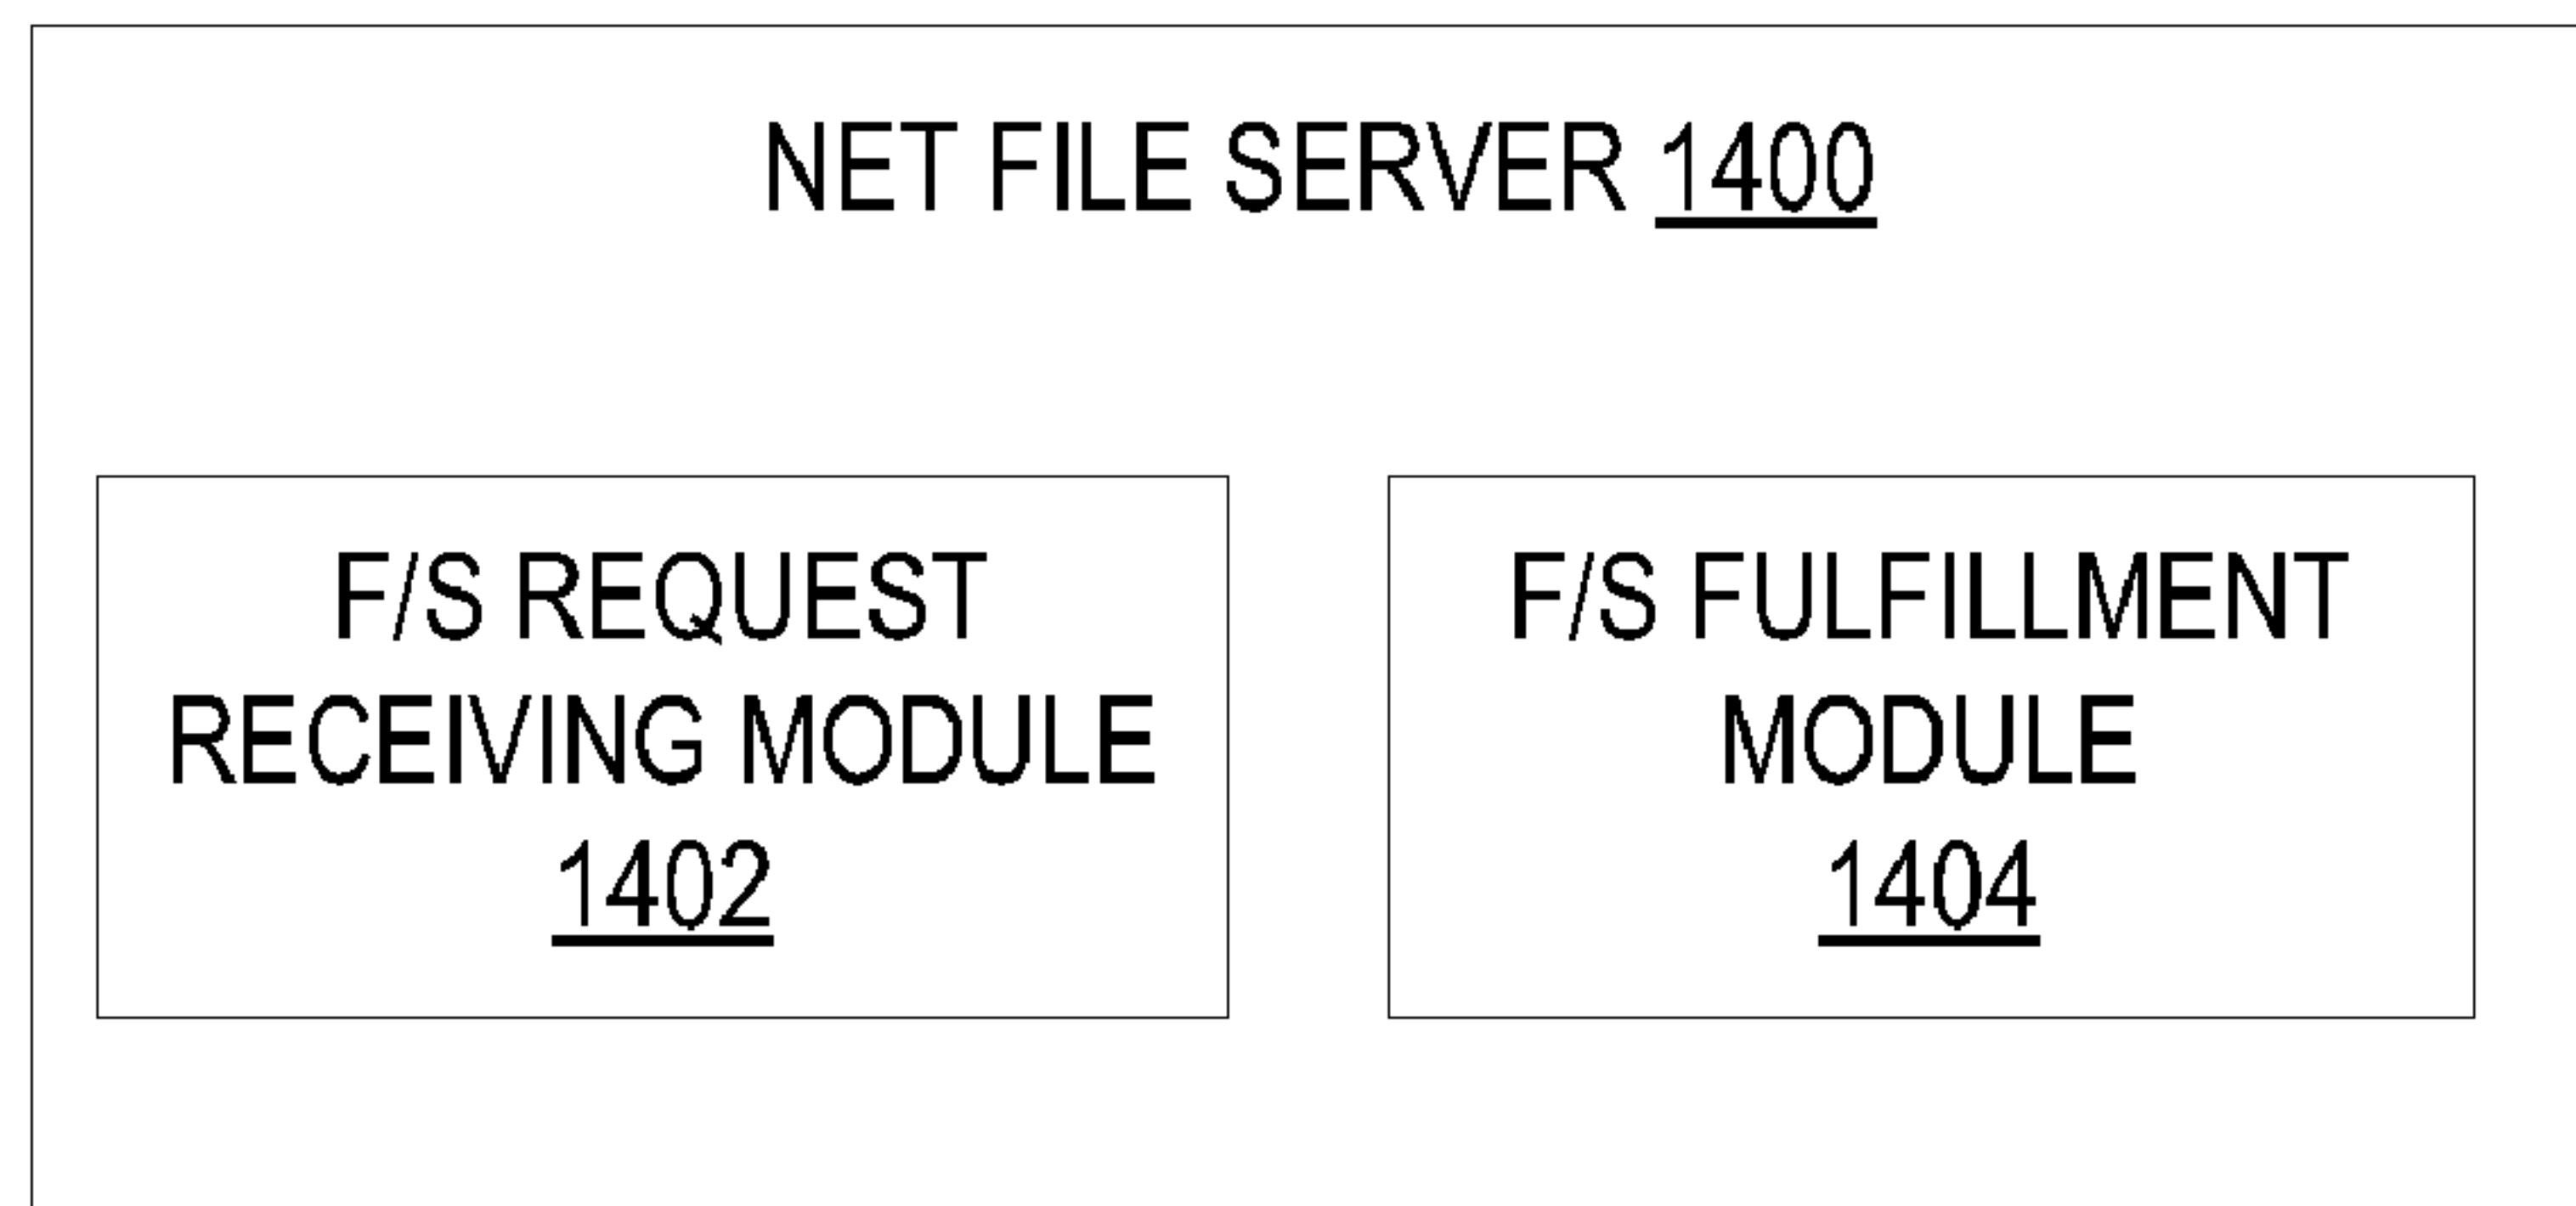 NET FILE SERVER 1400
F/S REQUEST
RECEIVING MODULE
1402
F/S FULFILLMENT
MODULE
1404